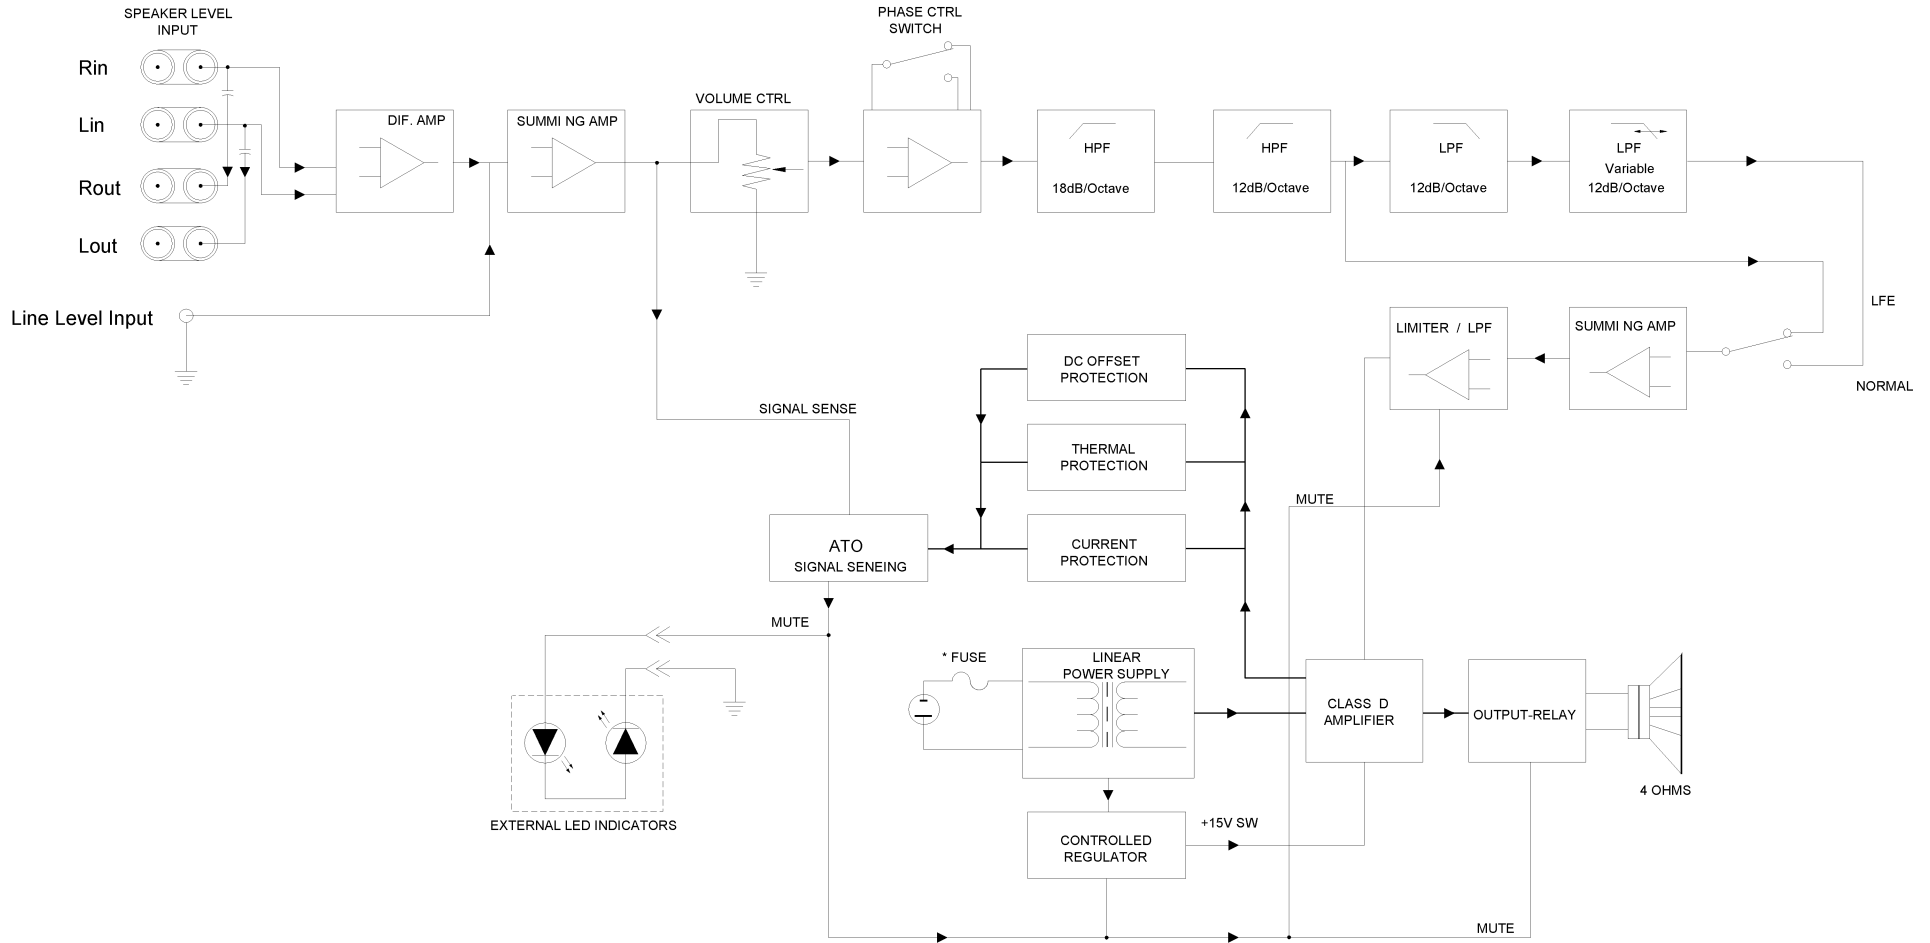 SPEAKER LEVEL
INPUT
PHASE CTRL
SWITCH
Rin
Lin
Rout
Lout
Line Level Input
DIF. AMP
SUMMI NG AMP
VOLUME CTRL
HPF
18dB/Octave
HPF
12dB/Octave
LPF
12dB/Octave
LPF
Variable
12dB/Octave
LFE
NORMAL
LIMITER / LPF
SUMMI NG AMP
DC OFFSET
PROTECTION
SIGNAL SENSE
THERMAL
PROTECTION
MUTE
ATO
SIGNAL SENEING
CURRENT
PROTECTION
MUTE
* FUSE
LINEAR
POWER SUPPLY
CLASS D
AMPLIFIER
OUTPUT-RELAY
4 OHMS
EXTERNAL LED INDICATORS
+15V SW
CONTROLLED
REGULATOR
MUTE